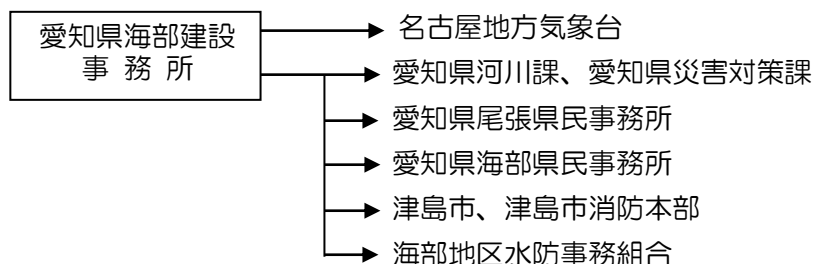 愛知県海部建設
事 務 所
名古屋地方気象台
愛知県河川課、愛知県災害対策課
愛知県尾張県民事務所
愛知県海部県民事務所
津島市、津島市消防本部
海部地区水防事務組合